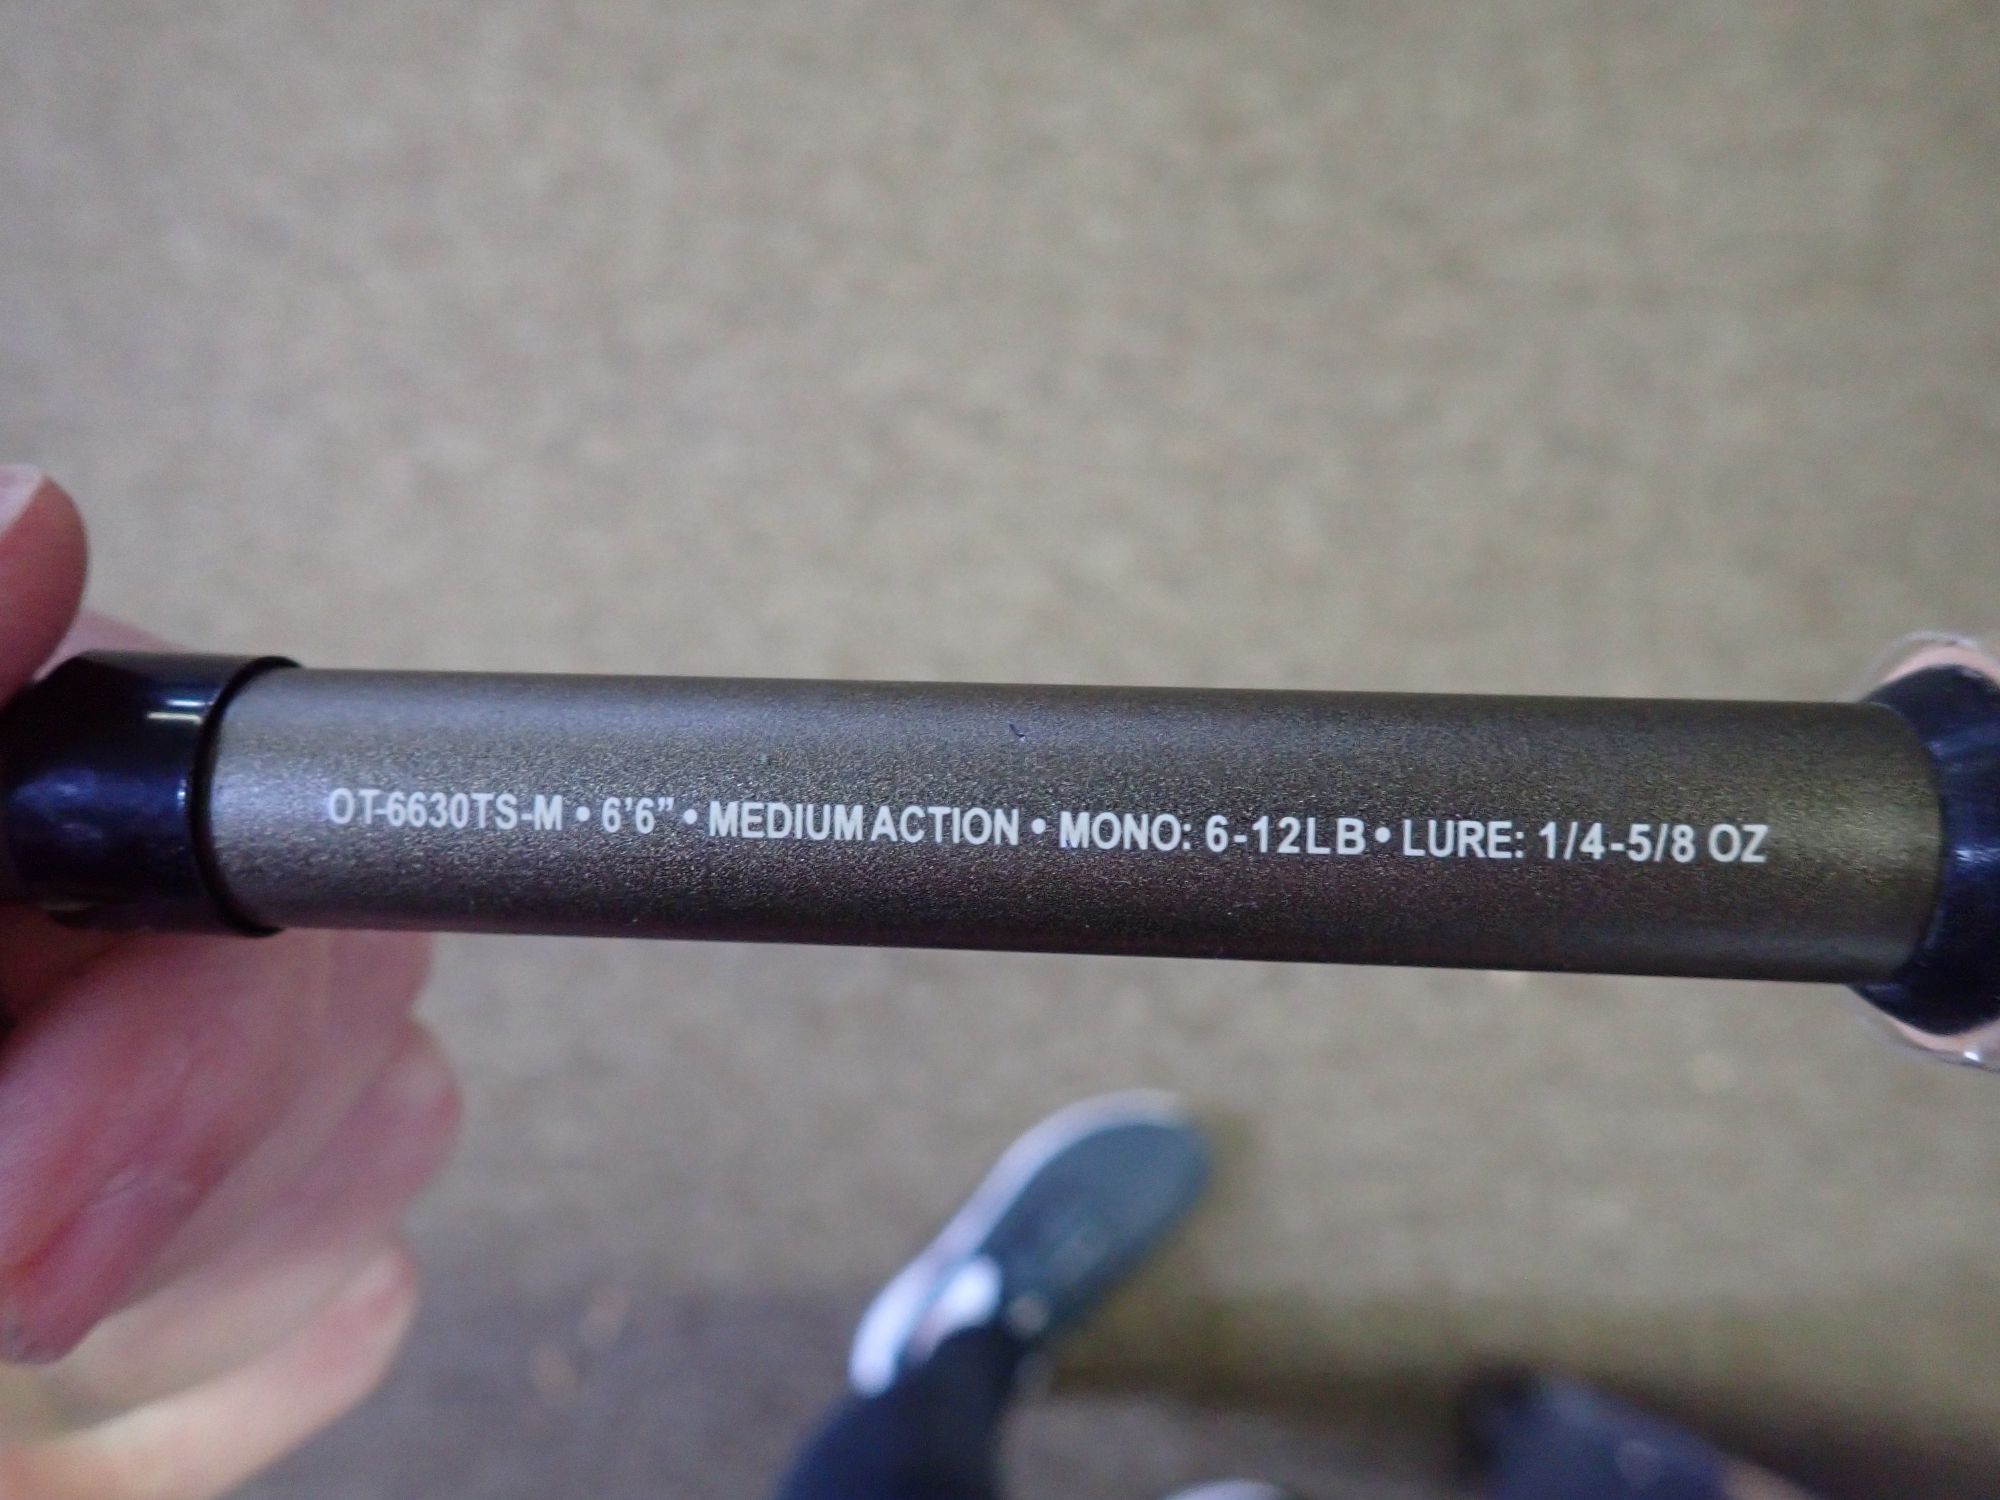 OT-6630TS-M • 6'6” • MEDIUM ACTION • MONO: 6-12LB • LURE: 1/4-5/8 OZ